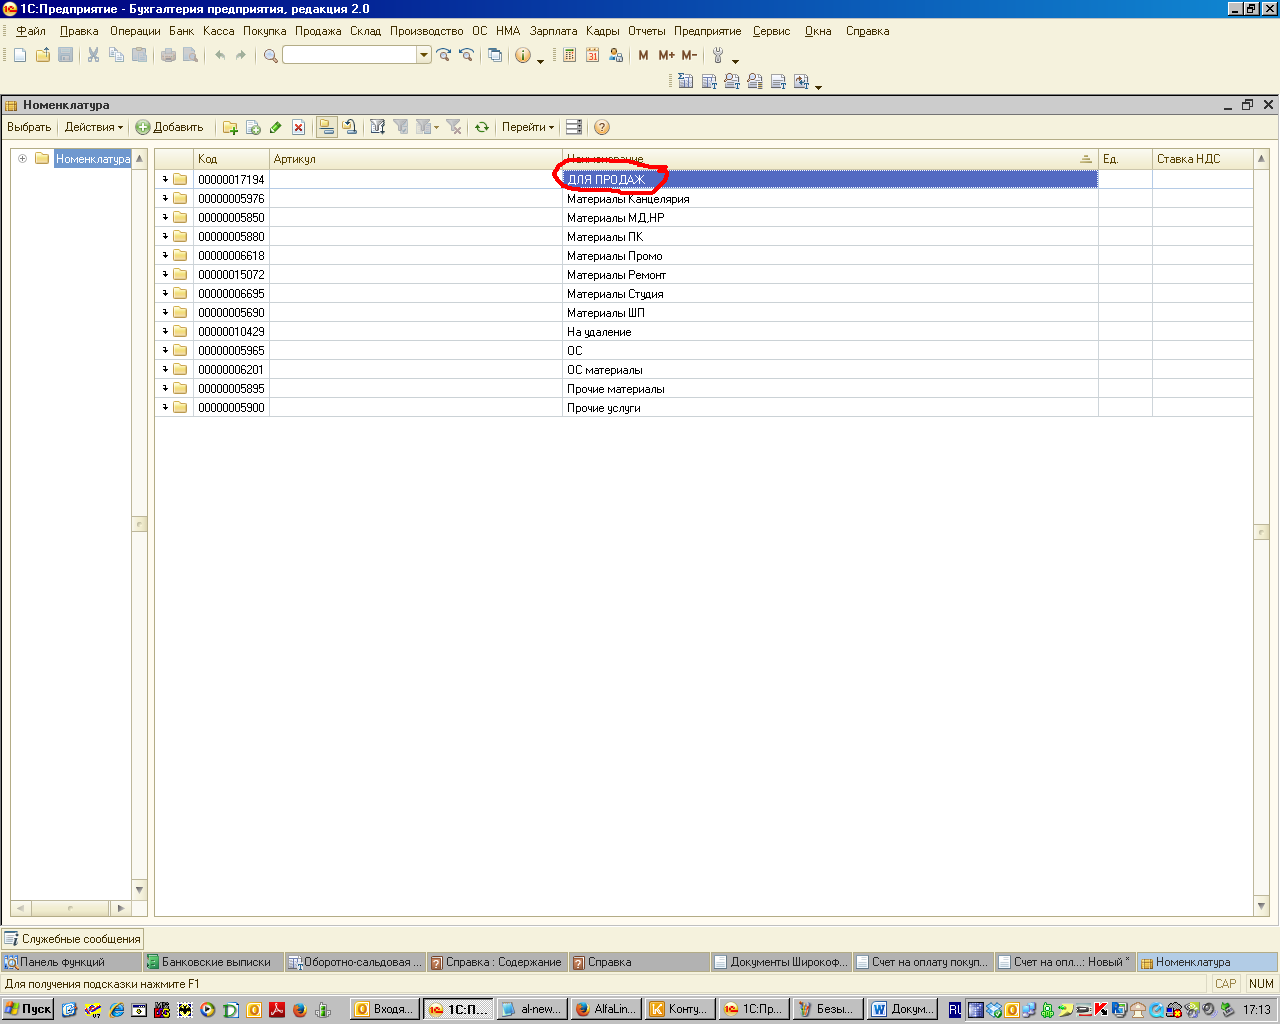 1С:Предприятие - Бухгалтерия предприятия, редакция 2.0
Файл Правка Операции Банк Касса Покупка Продажа Склад Производство ОС НМА Зарплата Кадры Отчеты Предприятие Сервис Окна Справка
M M+ M-
Номенклатура
Выбрать Действия Добавить Перейти
Номенклатура
Код Артикул Наименование Ед. Ставка НДС
00000017194 ДЛЯ ПРОДАЖ
00000005976 Материалы Канцелярия
00000005850 Материалы МД,НР
00000005880 Материалы ПК
00000006618 Материалы Промо
00000015072 Материалы Ремонт
00000006695 Материалы Студия
00000005690 Материалы ШП
00000010429 На удаление
00000005965 ОС
00000006201 ОС материалы
00000005895 Прочие материалы
00000005900 Прочие услуги
Служебные сообщения
Панель функций Банковские выписки Оборотно-сальдовая ... Справка : Содержание Справка Документы Широкоф... Счет на оплату покуп... Счет на опл...: Новый * Номенклатура
Для получения подсказки нажмите F1 CAP NUM
Пуск Входя... 1С:П... al-new... AlfaLin... Конту... 1С:Пр... Безы... Докум... 17:13